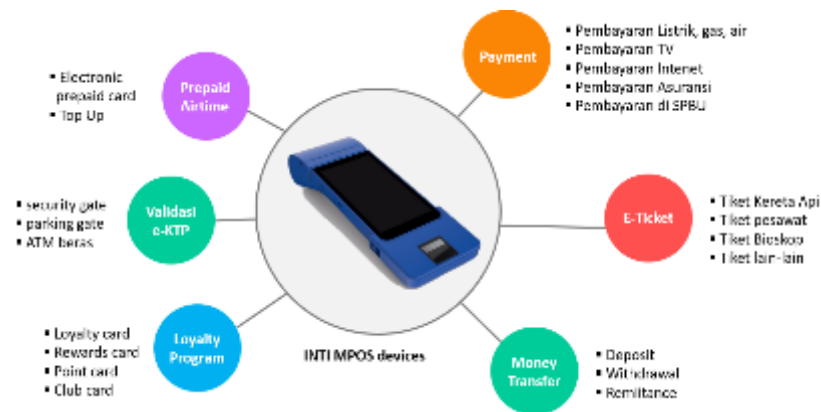 Prepaid
Airtime
▪ Electronic
prepaid card
▪ Top Up
Payment
▪ Pembayaran Listrik, gas, air
▪ Pembayaran TV
▪ Pembayaran Intenet
▪ Pembayaran Asuransi
▪ Pembayaran di SPBU
Validasi
e-KTP
▪ security gate
▪ parking gate
▪ ATM beras
E-Ticket
▪ Tiket Kereta Api
▪ Tiket pesawat
▪ Tiket Bioskop
▪ Tiket lain-lain
Loyalty
Program
▪ Loyalty card
▪ Rewards card
▪ Point card
▪ Club card
INTI MPOS devices
Money
Transfer
▪ Deposit
▪ Withdrawal
▪ Remittance